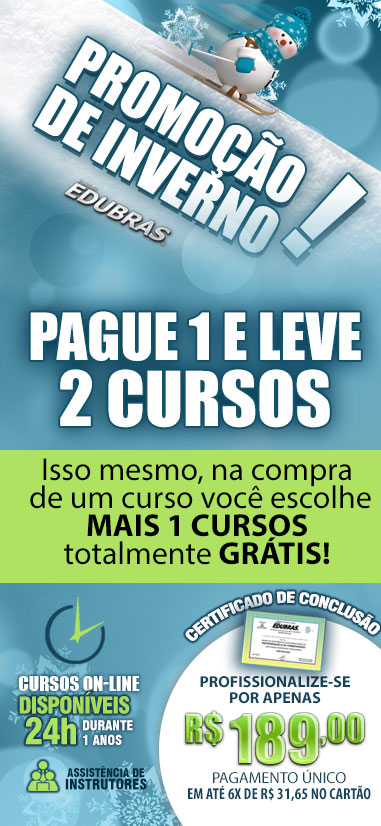 PROMOÇÃO
DE INVERNO!
EDUBRAS
PAGUE 1 E LEVE
2 CURSOS
Isso mesmo, na compra
de um curso você escolhe
MAIS 1 CURSOS
totalmente GRÁTIS!
CURSOS ON-LINE
DISPONÍVEIS
24h DURANTE
1 ANOS
ASSISTÊNCIA DE
INSTRUTORES
CERTIFICADO DE CONCLUSÃO
EDUBRAS
PROFISSIONALIZE-SE
POR APENAS
R$ 189,00
PAGAMENTO ÚNICO
EM ATÉ 6X DE R$ 31,65 NO CARTÃO